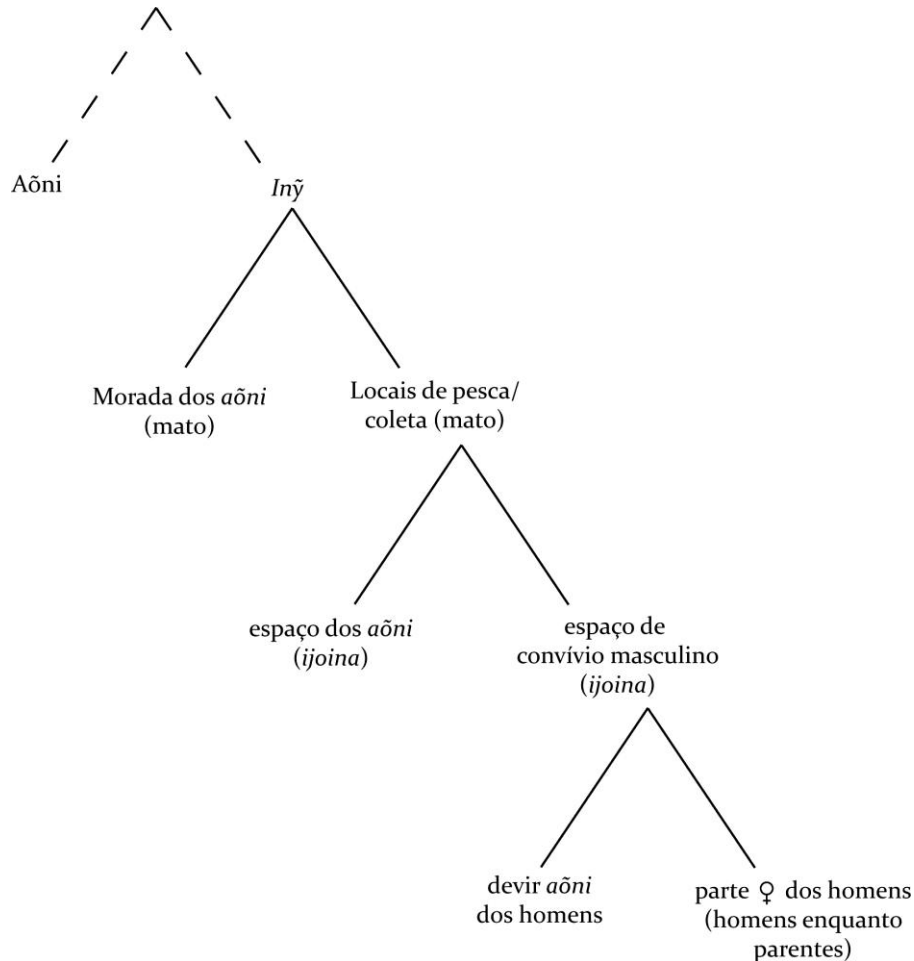 Aõni
Inỹ
Morada dos aõni
(mato)
Locais de pesca/
coleta (mato)
espaço dos aõni
(ijoina)
espaço de
convívio masculino
(ijoina)
devir aõni
dos homens
parte ♀ dos homens
(homens enquanto
parentes)